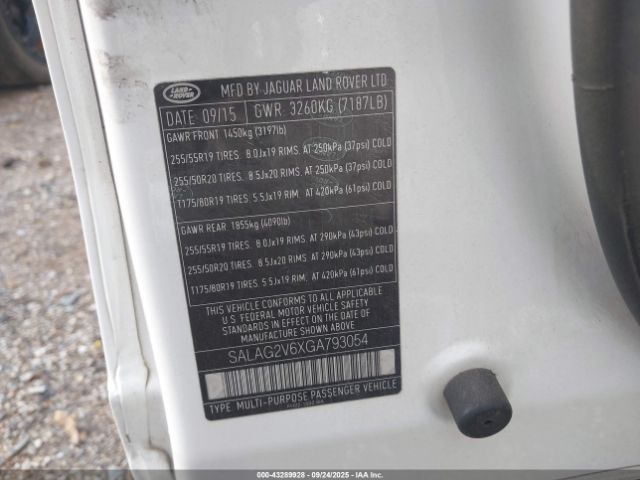 LAND ROVER
MFD BY JAGUAR LAND ROVER LTD
DATE 09/15 GWR 3260KG (7187LB)
GAWR FRONT 1450kg (3197lb)
255/55R19 TIRES. 8.0Jx19 RIMS. AT 250kPa (37psi) COLD
255/50R20 TIRES. 8.5Jx20 RIMS. AT 250kPa (37psi) COLD
T175/80R19 TIRES 5.5Jx19 RIM. AT 420kPa (61psi) COLD
GAWR REAR 1855kg (4090lb)
255/55R19 TIRES. 8.0Jx19 RIMS. AT 290kPa (43psi) COLD
255/50R20 TIRES. 8.5Jx20 RIMS. AT 290kPa (43psi) COLD
T175/80R19 TIRES 5.5Jx19 RIM. AT 420kPa (61psi) COLD
THIS VEHICLE CONFORMS TO ALL APPLICABLE
U.S. FEDERAL MOTOR VEHICLE SAFETY
STANDARDS IN EFFECT ON THE DATE OF
MANUFACTURE SHOWN ABOVE.
SALAG2V6XGA793054
TYPE MULTI-PURPOSE PASSENGER VEHICLE
000-43289928 - 09/24/2025 - IAAI.COM